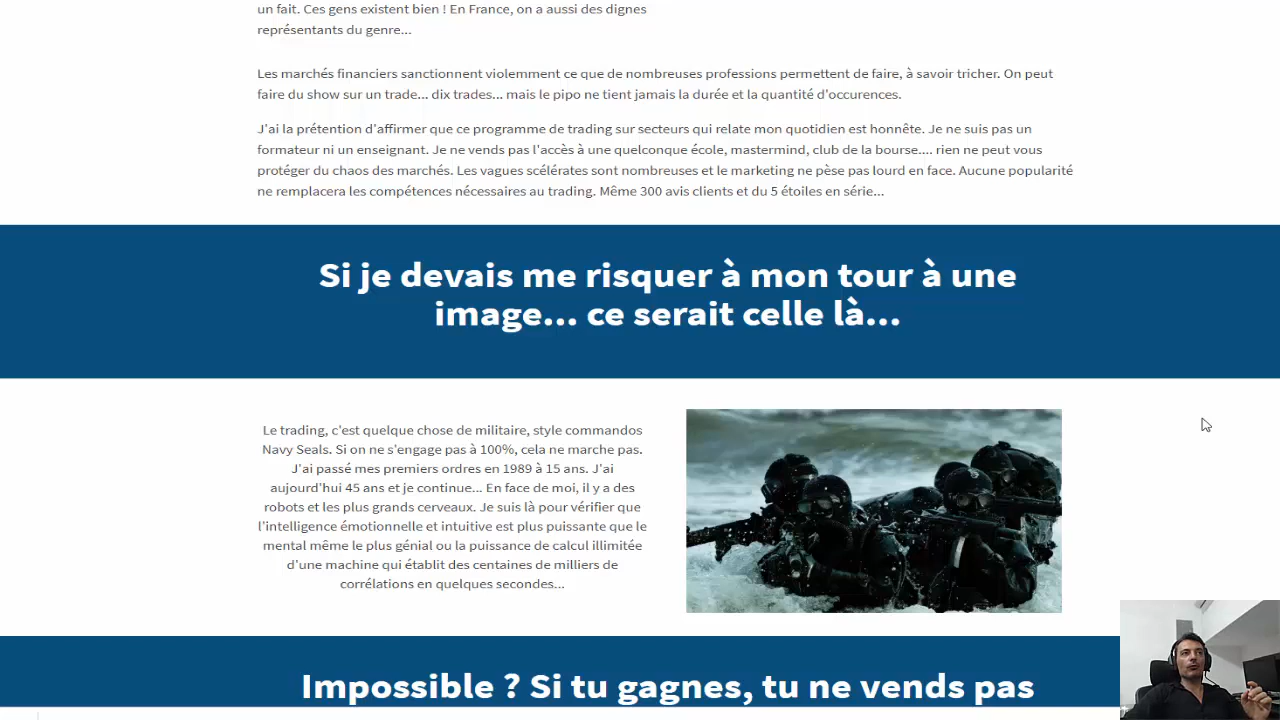 un fait. Ces gens existent bien ! En France, on a aussi des dignes
représentants du genre...
Les marchés financiers sanctionnent violemment ce que de nombreuses professions permettent de faire, à savoir tricher. On peut
faire du show sur un trade... dix trades... mais le pipo ne tient jamais la durée et la quantité d'occurences.
J'ai la prétention d'affirmer que ce programme de trading sur secteurs qui relate mon quotidien est honnête. Je ne suis pas un
formateur ni un enseignant. Je ne vends pas l'accès à une quelconque école, mastermind, club de la bourse.... rien ne peut vous
protéger du chaos des marchés. Les vagues scélérates sont nombreuses et le marketing ne pèse pas lourd en face. Aucune popularité
ne remplacera les compétences nécessaires au trading. Même 300 avis clients et du 5 étoiles en série...
Si je devais me risquer à mon tour à une
image... ce serait celle là...
Le trading, c'est quelque chose de militaire, style commandos
Navy Seals. Si on ne s'engage pas à 100%, cela ne marche pas.
J'ai passé mes premiers ordres en 1989 à 15 ans. J'ai
aujourd'hui 45 ans et je continue... En face de moi, il y a des
robots et les plus grands cerveaux. Je suis là pour vérifier que
l'intelligence émotionnelle et intuitive est plus puissante que le
mental même le plus génial ou la puissance de calcul illimitée
d'une machine qui établit des centaines de milliers de
corrélations en quelques secondes...
Impossible ? Si tu gagnes, tu ne vends pas